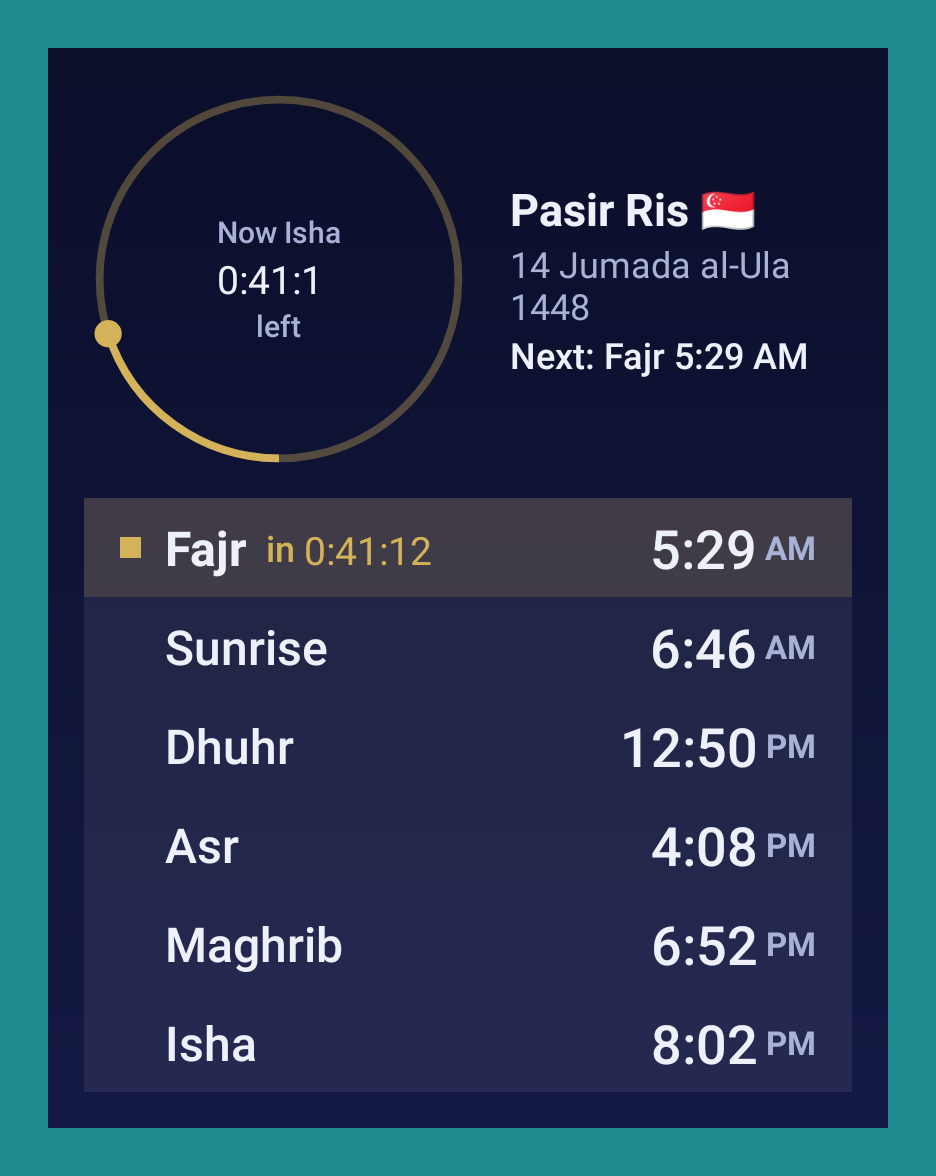 Now Isha
0:41:1
left
Pasir Ris 🇸🇬
14 Jumada al-Ula
1448
Next: Fajr 5:29 AM
Fajr in 0:41:12 5:29 AM
Sunrise 6:46 AM
Dhuhr 12:50 PM
Asr 4:08 PM
Maghrib 6:52 PM
Isha 8:02 PM